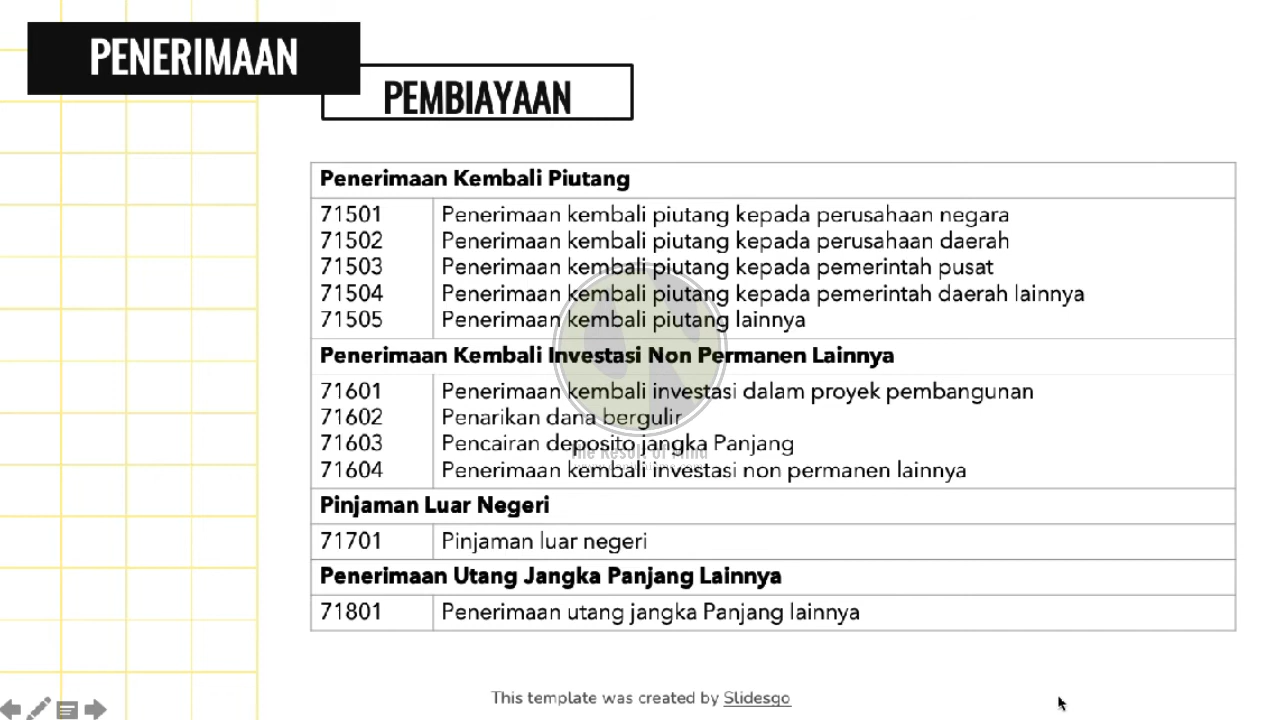 PENERIMAAN
PEMBIAYAAN
Penerimaan Kembali Piutang
71501 Penerimaan kembali piutang kepada perusahaan negara
71502 Penerimaan kembali piutang kepada perusahaan daerah
71503 Penerimaan kembali piutang kepada pemerintah pusat
71504 Penerimaan kembali piutang kepada pemerintah daerah lainnya
71505 Penerimaan kembali piutang lainnya
Penerimaan Kembali Investasi Non Permanen Lainnya
71601 Penerimaan kembali investasi dalam proyek pembangunan
71602 Penarikan dana bergulir
71603 Pencairan deposito jangka Panjang
The Result of Mind
71604 Penerimaan kembali investasi non permanen lainnya
Pinjaman Luar Negeri
71701 Pinjaman luar negeri
Penerimaan Utang Jangka Panjang Lainnya
71801 Penerimaan utang jangka Panjang lainnya
This template was created by Slidesgo